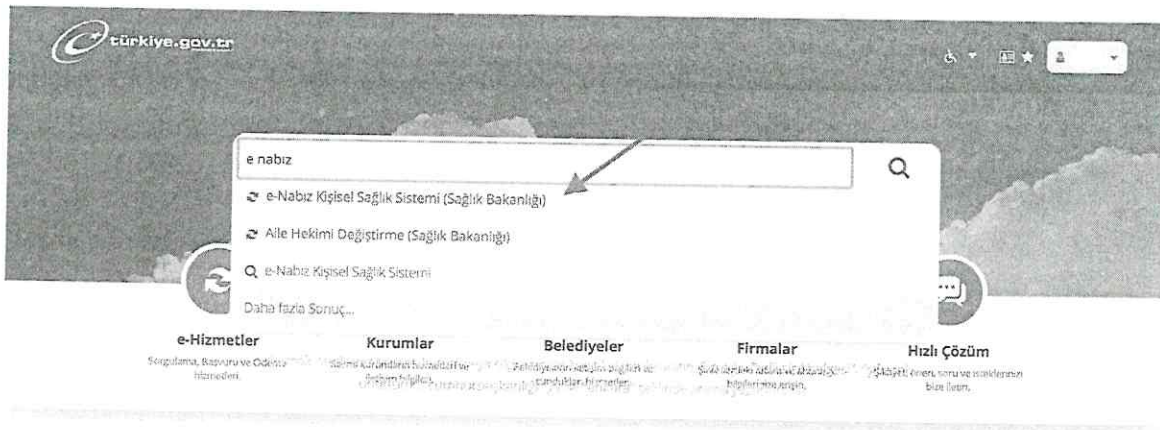 türkiye.gov.tr
e nabız
e-Nabız Kişisel Sağlık Sistemi (Sağlık Bakanlığı)
Aile Hekimi Değiştirme (Sağlık Bakanlığı)
e-Nabız Kişisel Sağlık Sistemi
Daha fazla Sonuç...
e-Hizmetler
Sorgulama, Başvuru ve Ödeme
hizmetleri.
Kurumlar
Belediyeler
Firmalar
Hızlı Çözüm
bize iletin.